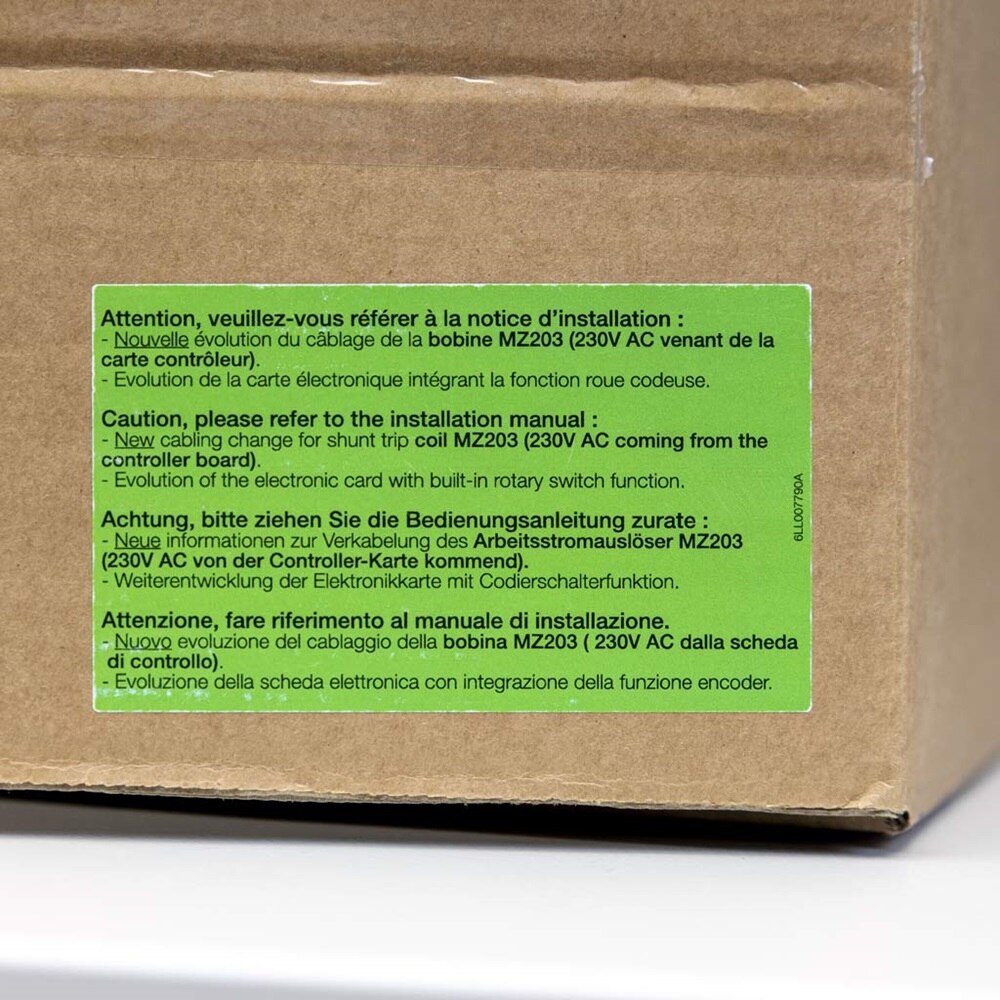 Attention, veuillez-vous référer à la notice d'installation :
- Nouvelle évolution du câblage de la bobine MZ203 (230V AC venant de la
carte contrôleur).
- Evolution de la carte électronique intégrant la fonction roue codeuse.
Caution, please refer to the installation manual :
- New cabling change for shunt trip coil MZ203 (230V AC coming from the
controller board).
- Evolution of the electronic card with built-in rotary switch function.
Achtung, bitte ziehen Sie die Bedienungsanleitung zurate :
- Neue informationen zur Verkabelung des Arbeitsstromauslöser MZ203
(230V AC von der Controller-Karte kommend).
- Weiterentwicklung der Elektronikkarte mit Codierschalterfunktion.
Attenzione, fare riferimento al manuale di installazione.
- Nuovo evoluzione del cablaggio della bobina MZ203 ( 230V AC dalla scheda
di controllo).
- Evoluzione della scheda elettronica con integrazione della funzione encoder.
6LL007790A